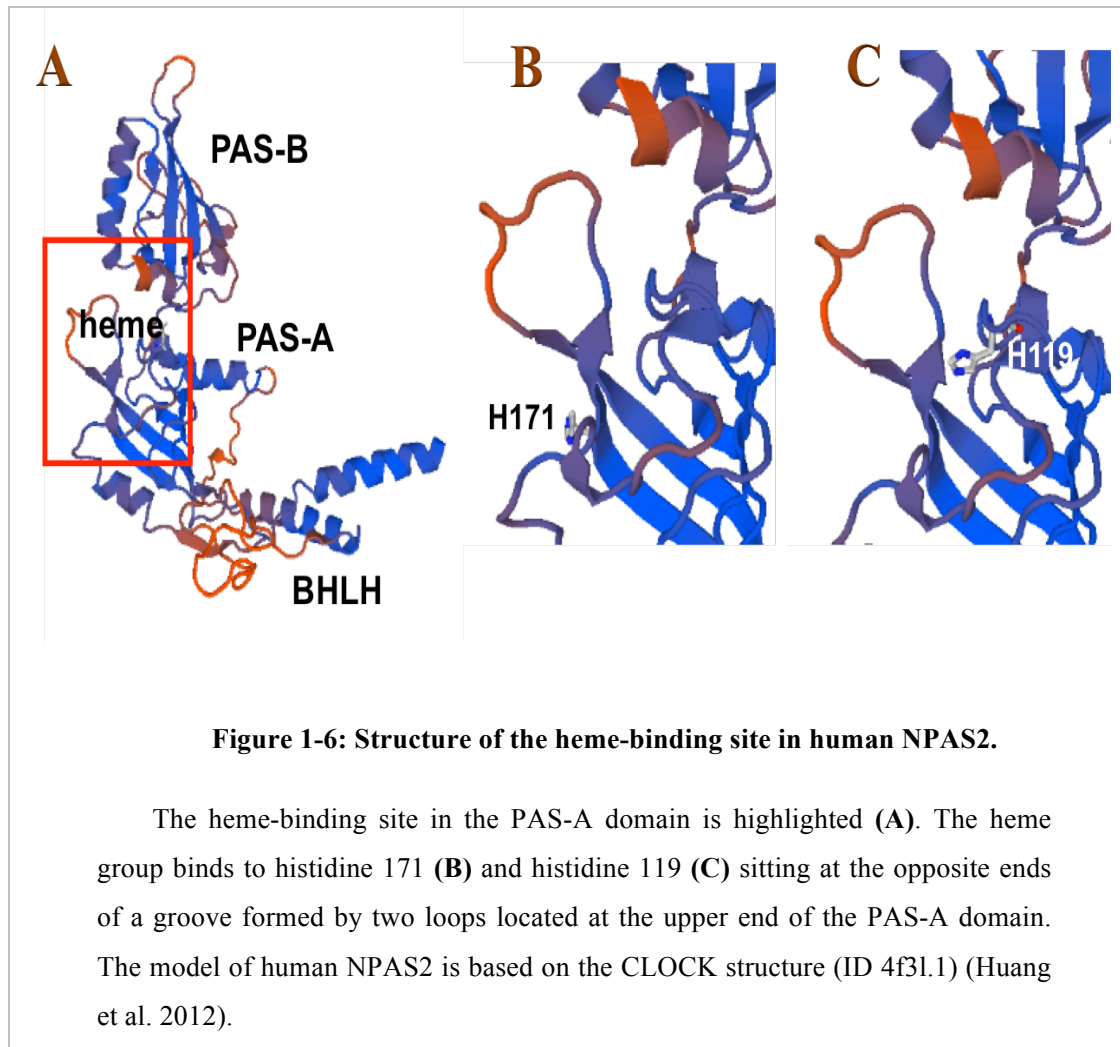 A
B
C
PAS-B
heme
PAS-A
H119
H171
BHLH
Figure 1-6: Structure of the heme-binding site in human NPAS2.
The heme-binding site in the PAS-A domain is highlighted (A). The heme
group binds to histidine 171 (B) and histidine 119 (C) sitting at the opposite ends
of a groove formed by two loops located at the upper end of the PAS-A domain.
The model of human NPAS2 is based on the CLOCK structure (ID 4f3l.1) (Huang
et al. 2012).